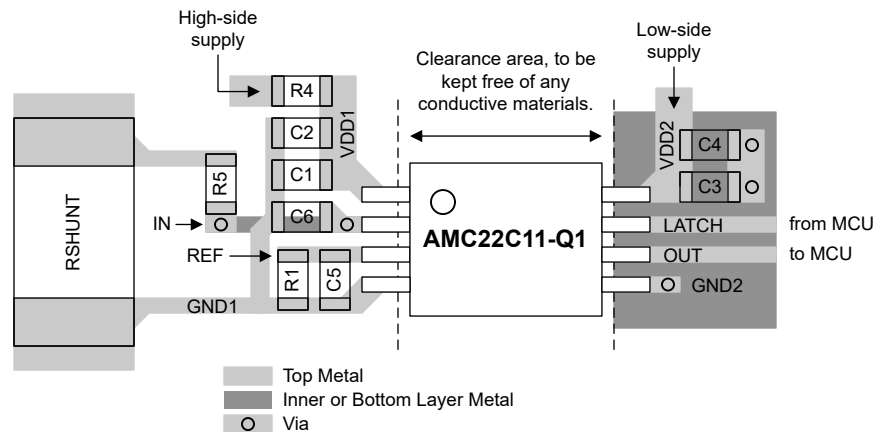 High-side
supply
Clearance area, to be
kept free of any
conductive materials.
Low-side
supply
R4
C2
C1
C6
VDD1
R5
IN
REF
R1
C5
GND1
RSHUNT
AMC22C11-Q1
VDD2
C4
C3
LATCH
from MCU
OUT
to MCU
GND2
Top Metal
Inner or Bottom Layer Metal
Via